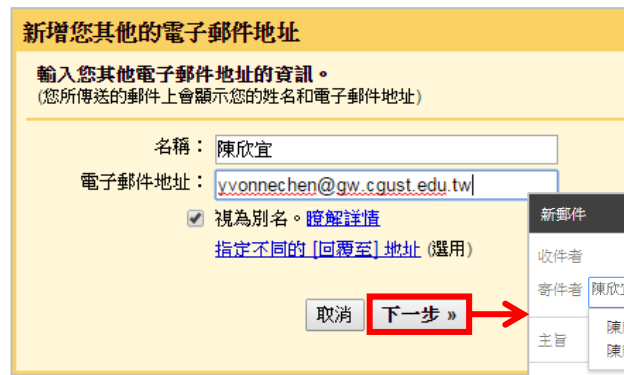 新增您其他的電子郵件地址
輸入您其他電子郵件地址的資訊。
(您所傳送的郵件上會顯示您的姓名和電子郵件地址)
名稱： 陳欣宜
電子郵件地址： yvonnechen@gw.cgust.edu.tw
視為別名。瞭解詳情
指定不同的 [回覆至] 地址 (選用)
取消 下一步 »
新郵件
收件者
寄件者 陳欣
主旨
陳
陳